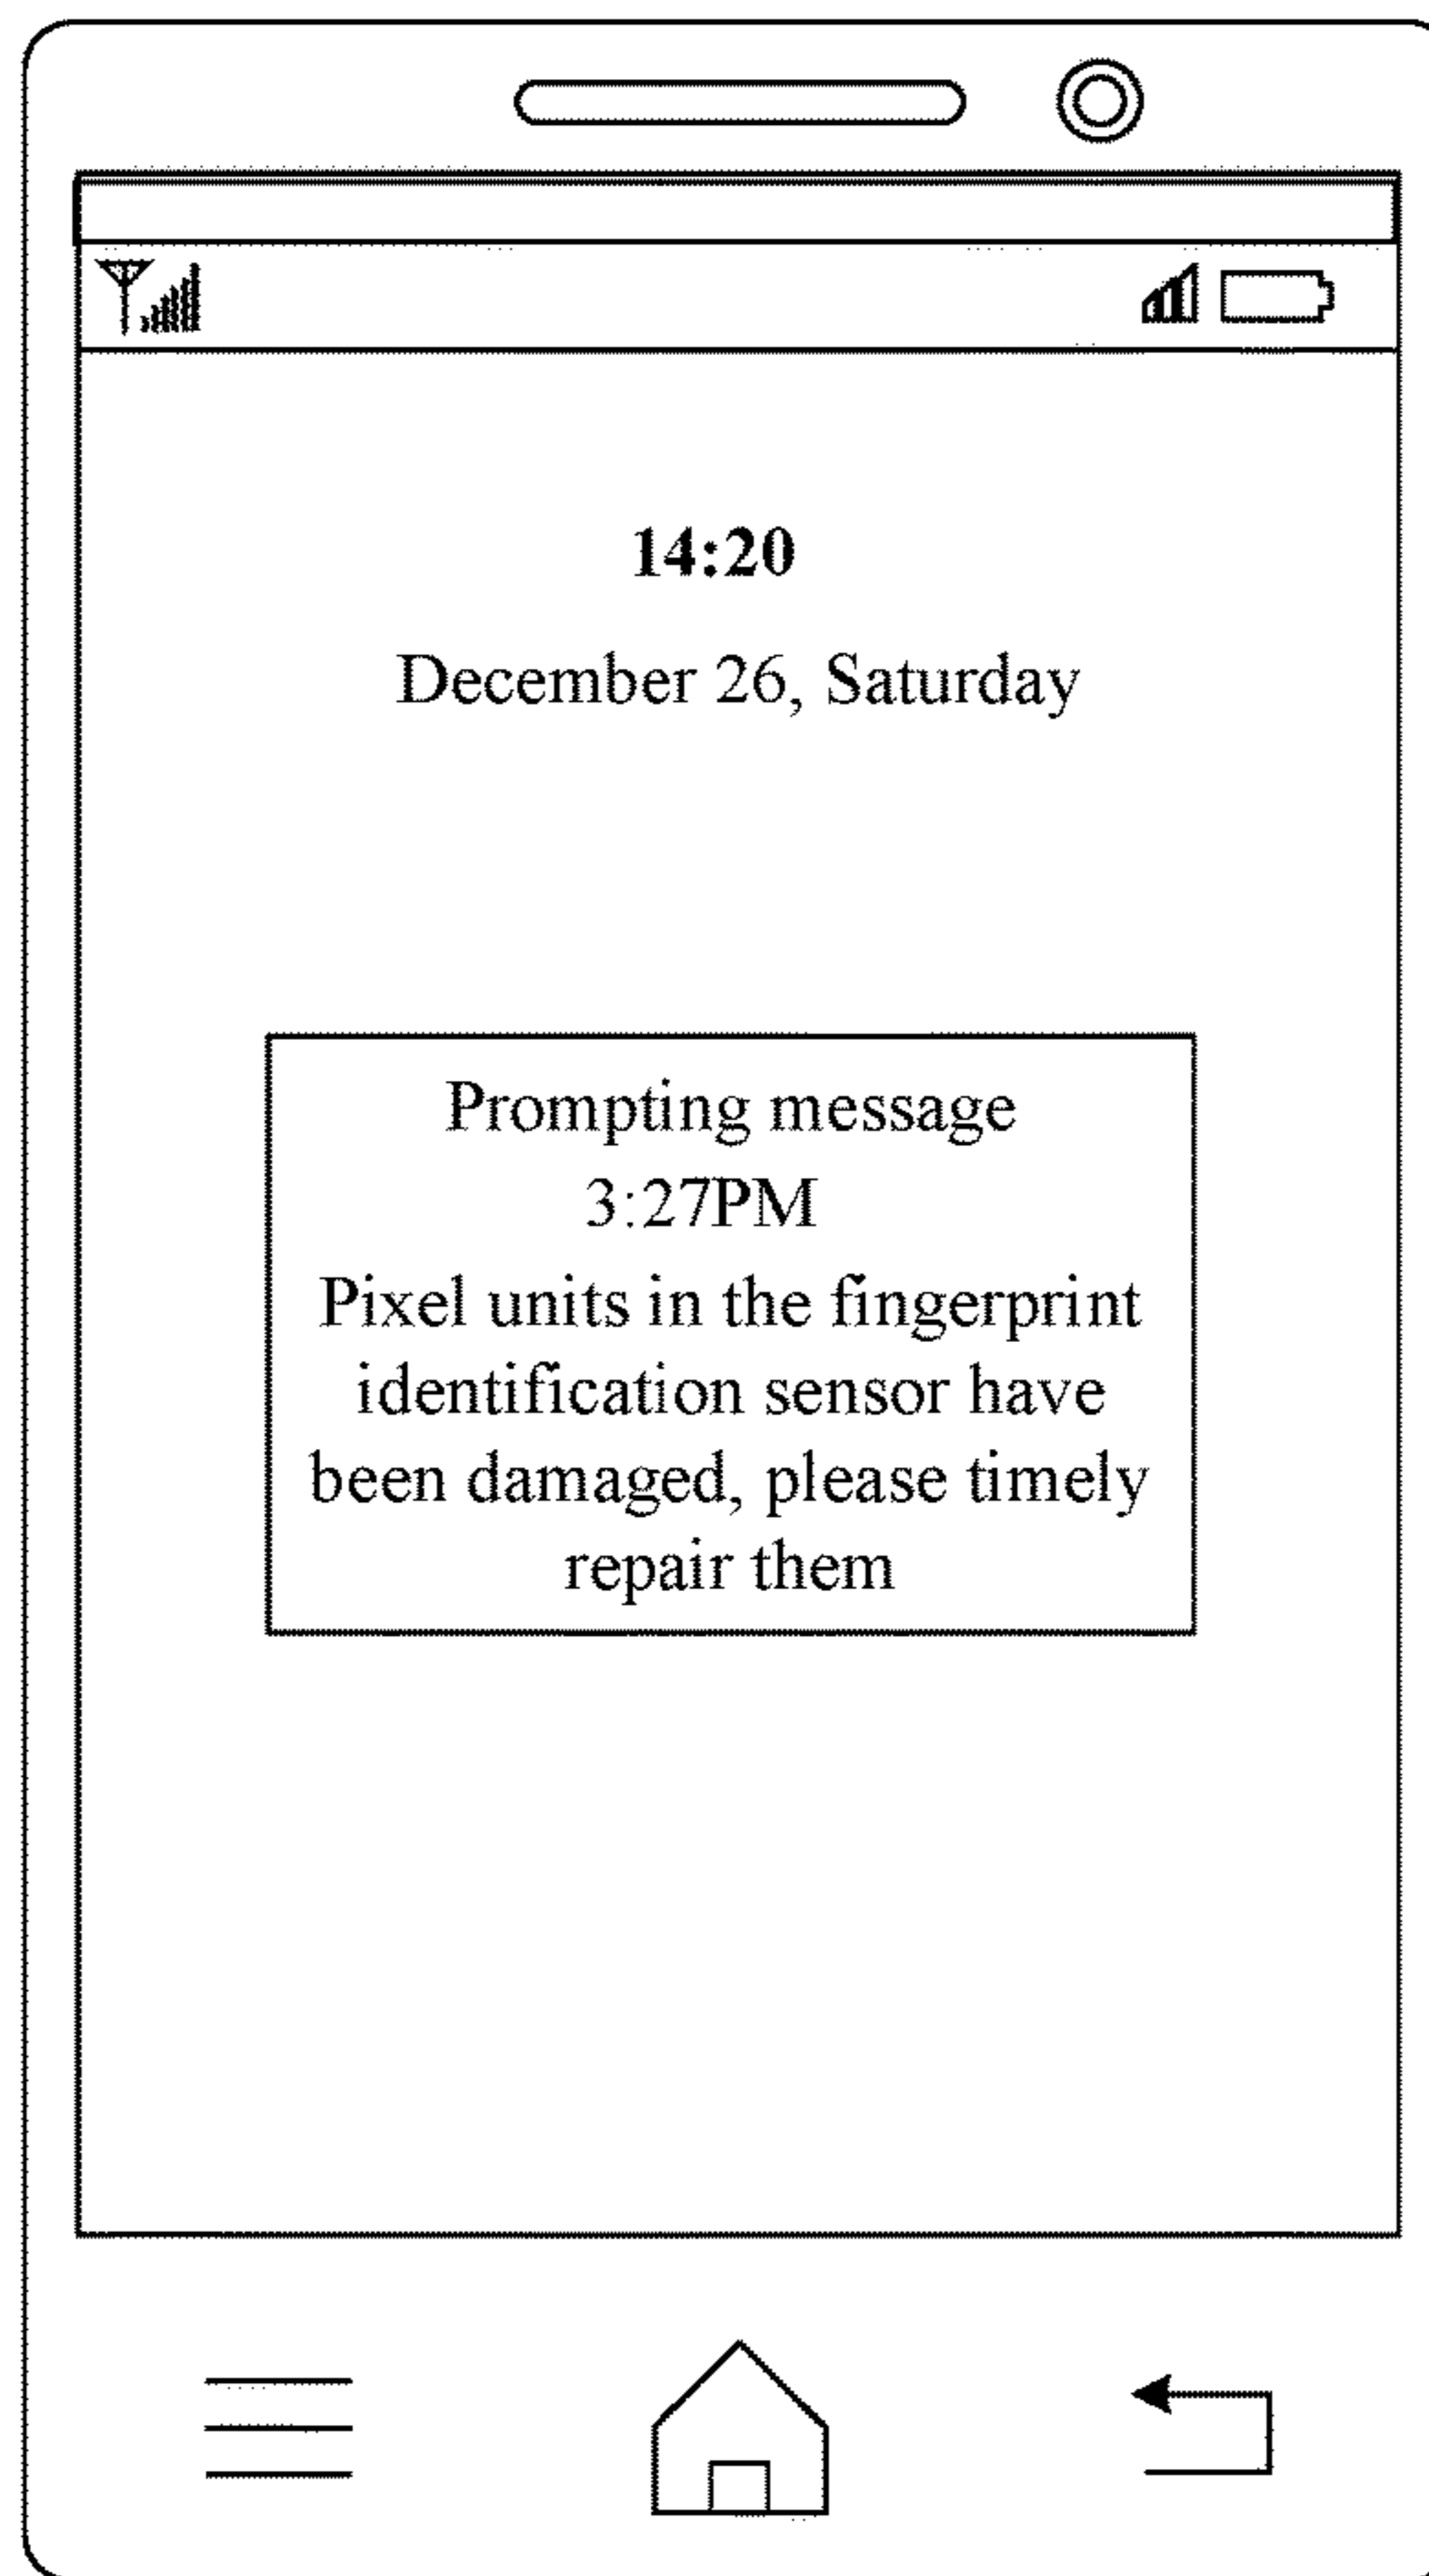 14:20
December 26, Saturday
Prompting message
3:27PM
Pixel units in the fingerprint
identification sensor have
been damaged, please timely
repair them